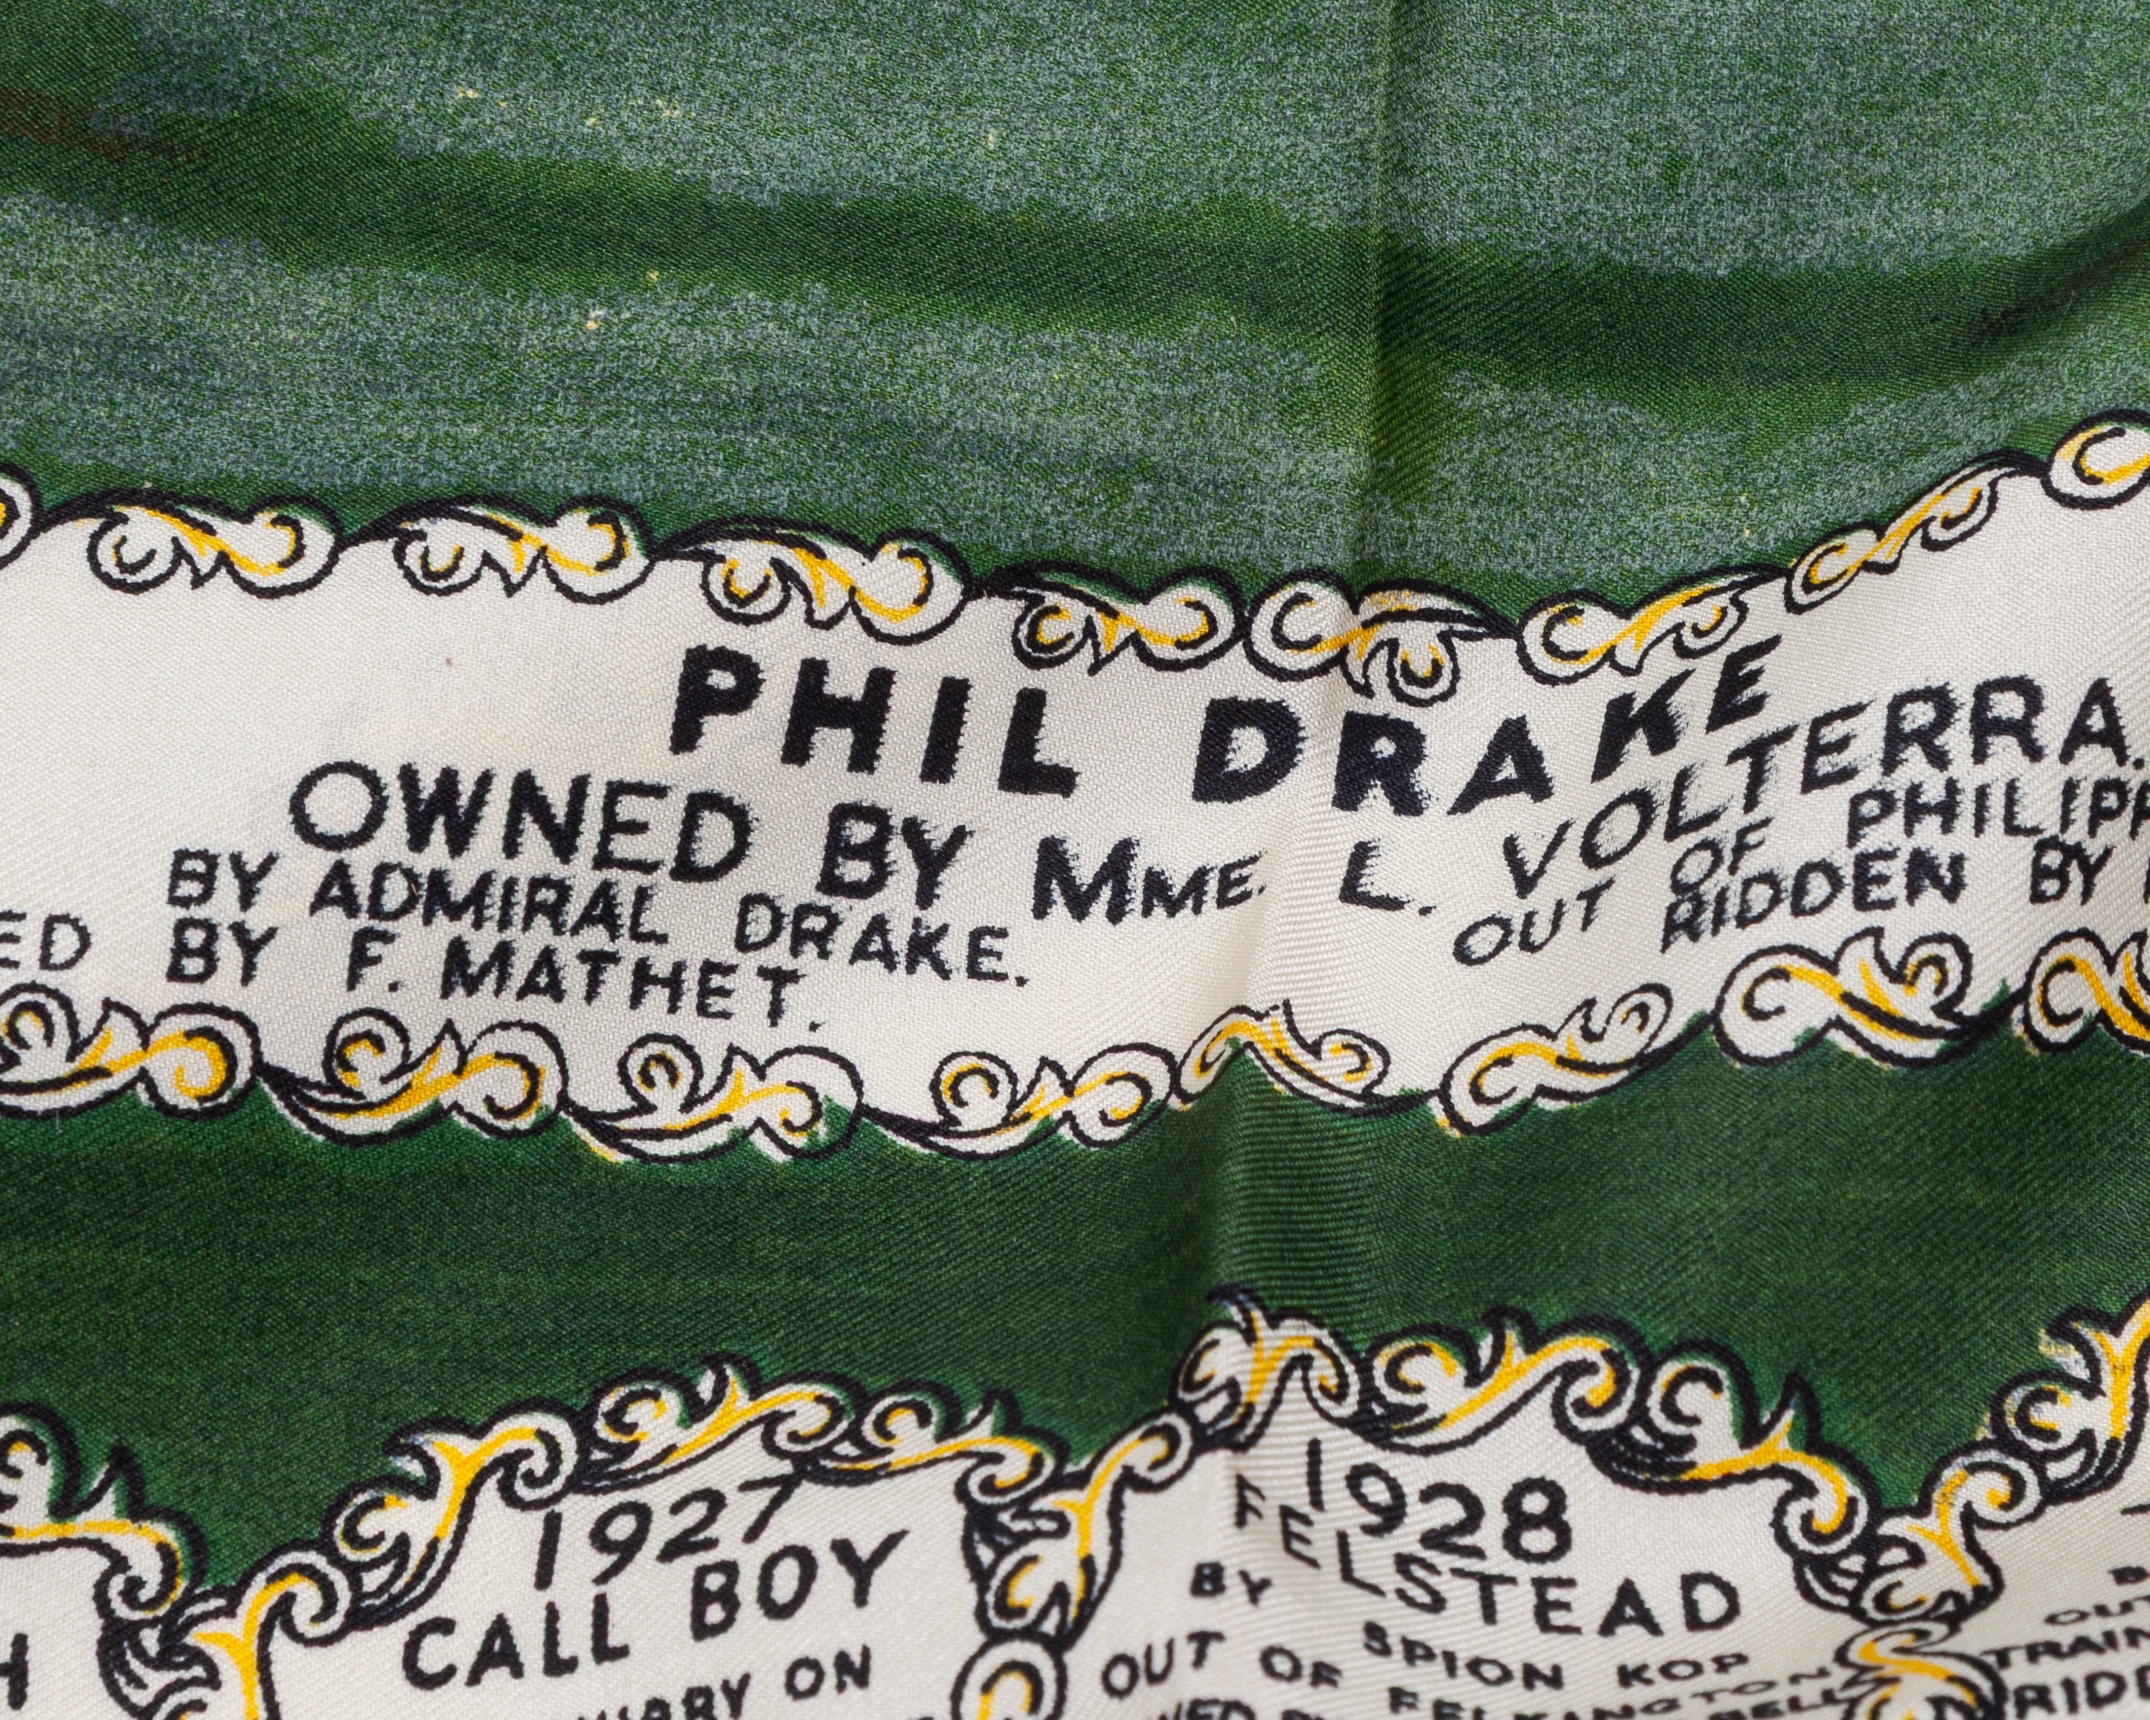 PHIL DRAKE
OWNED BY MME. L. VOLTERRA.
BY ADMIRAL DRAKE. OUT OF
BY F. MATHET. RIDDEN BY
1927
CALL BOY
ON
1928
FELSTEAD
BY SPION KOP
OUT OF